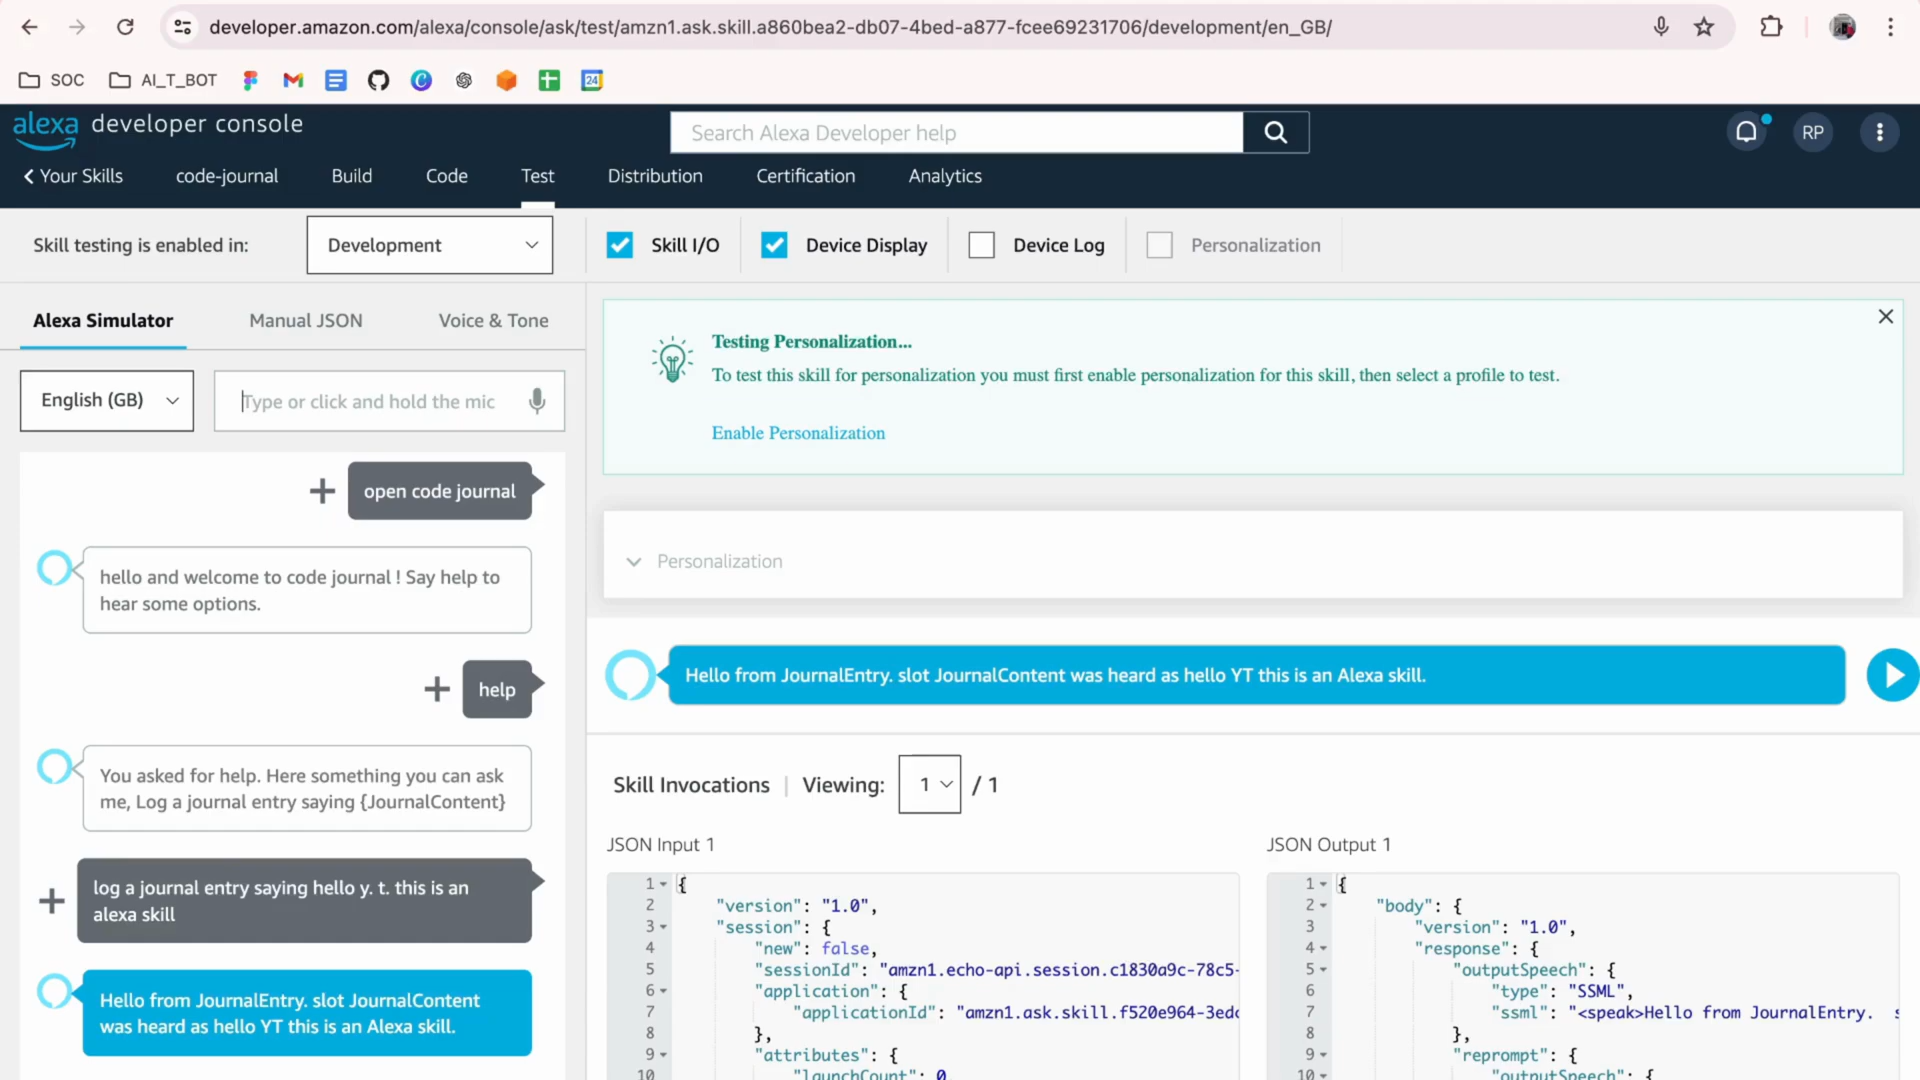 developer.amazon.com/alexa/console/ask/test/amzn1.ask.skill.a860bea2-db07-4bed-a877-fcee69231706/development/en_GB/
SOC
AI_T_BOT
24
alexa developer console
Search Alexa Developer help
RP
Your Skills
code-journal
Build
Code
Test
Distribution
Certification
Analytics
Skill testing is enabled in:
Development
Skill I/O
Device Display
Device Log
Personalization
Alexa Simulator
Manual JSON
Voice & Tone
English (GB)
Type or click and hold the mic
open code journal
hello and welcome to code journal ! Say help to
hear some options.
help
You asked for help. Here something you can ask
me, Log a journal entry saying {JournalContent}
log a journal entry saying hello y. t. this is an
alexa skill
Hello from JournalEntry. slot JournalContent
was heard as hello YT this is an Alexa skill.
Testing Personalization...
To test this skill for personalization you must first enable personalization for this skill, then select a profile to test.
Enable Personalization
Personalization
Hello from JournalEntry. slot JournalContent was heard as hello YT this is an Alexa skill.
Skill Invocations | Viewing: 1 / 1
JSON Input 1
1 {
2 "version": "1.0",
3 "session": {
4 "new": false,
5 "sessionId": "amzn1.echo-api.session.c1830a9c-78c5-
6 "application": {
7 "applicationId": "amzn1.ask.skill.f520e964-3edc
8 },
9 "attributes": {
10 "launchCount": 0
JSON Output 1
1 {
2 "body": {
3 "version": "1.0",
4 "response": {
5 "outputSpeech": {
6 "type": "SSML",
7 "ssml": "<speak>Hello from JournalEntry. s
8 },
9 "reprompt": {
10 "outputSpeech": {